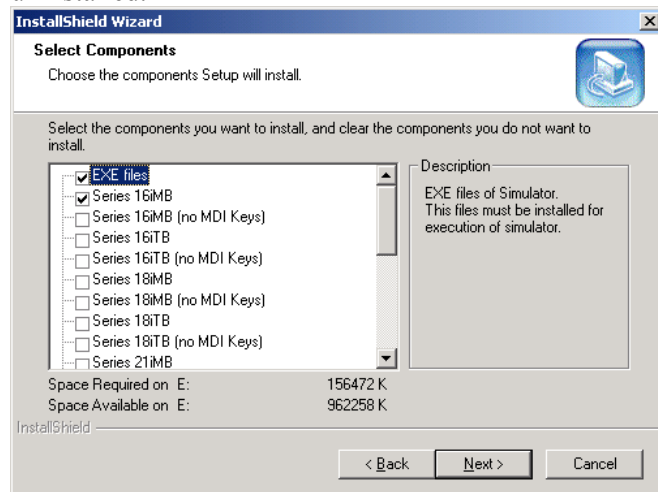 InstallShield Wizard
Select Components
Choose the components Setup will install.
Select the components you want to install, and clear the components you do not want to
install.
EXE files
Series 16iMB
Series 16iMB (no MDI Keys)
Series 16iTB
Series 16iTB (no MDI Keys)
Series 18iMB
Series 18iMB (no MDI Keys)
Series 18iTB
Series 18iTB (no MDI Keys)
Series 21iMB
Description
EXE files of Simulator.
This files must be installed for
execution of simulator.
Space Required on E: 156472 K
Space Available on E: 962258 K
InstallShield
< Back
Next >
Cancel